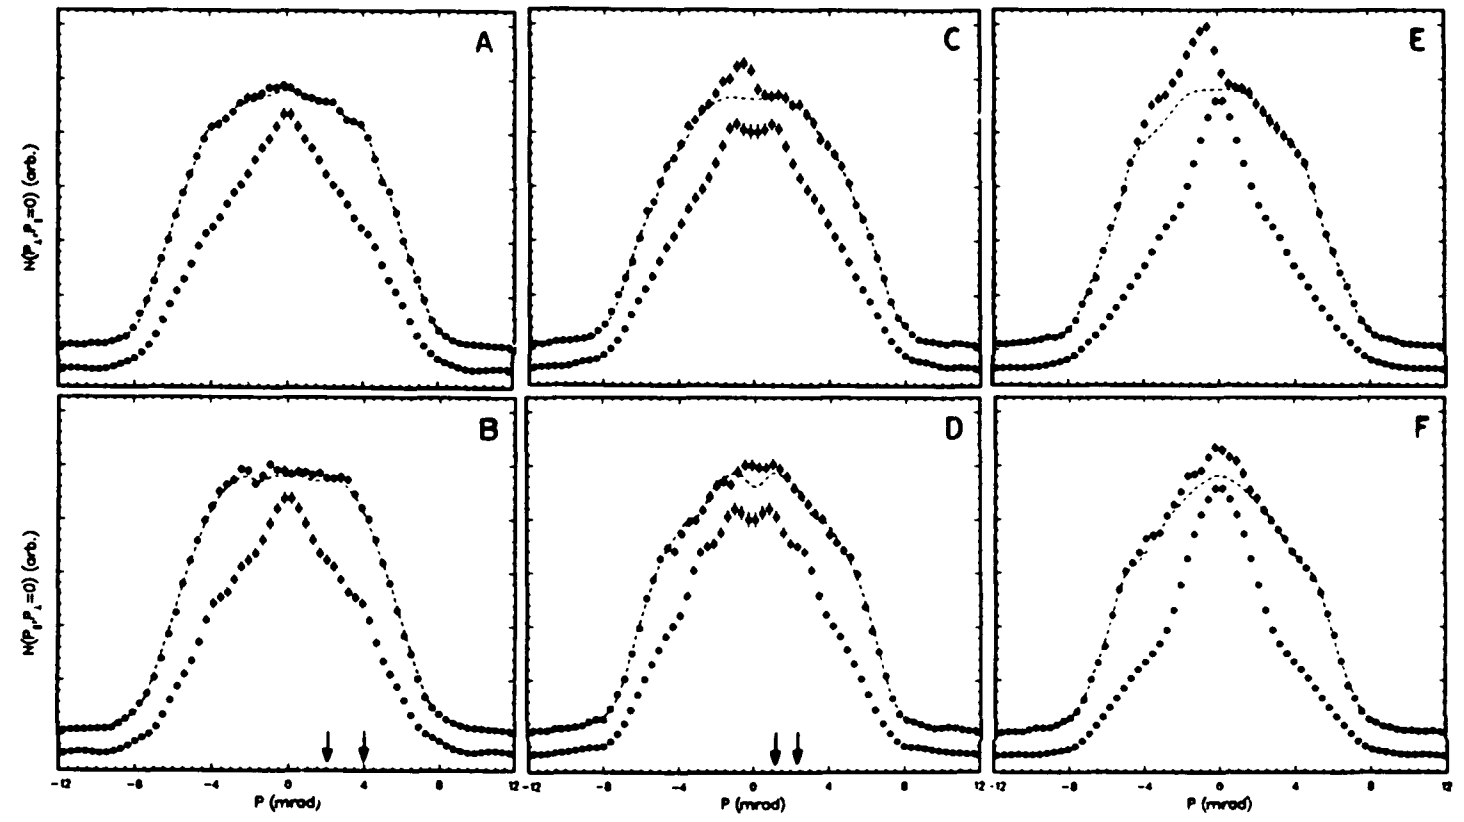 A
C
E
N(P⊥,P∥=0) (arb.)
B
D
F
N(P∥,P⊥=0) (arb.)
-12 -8 -4 0 4 8 12 -12 -8 -4 0 4 8 12 -12 -8 -4 0 4 8 12
P (mrad) P (mrad) P (mrad)